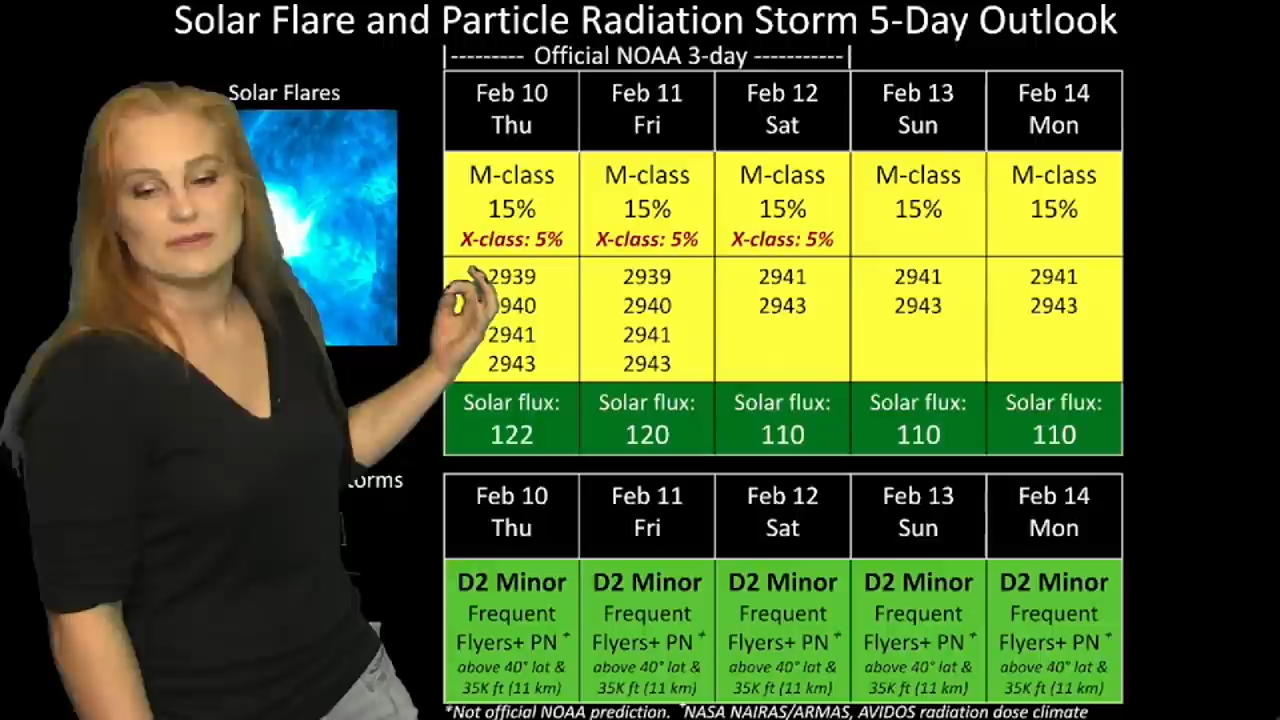 Solar Flare and Particle Radiation Storm 5-Day Outlook
|--------- Official NOAA 3-day -----------|
Solar Flares
Feb 10 Feb 11 Feb 12 Feb 13 Feb 14
Thu Fri Sat Sun Mon
M-class M-class M-class M-class M-class
15% 15% 15% 15% 15%
X-class: 5% X-class: 5% X-class: 5%
2939 2939 2941 2941 2941
940 2940 2943 2943 2943
2941 2941
2943 2943
Solar flux: Solar flux: Solar flux: Solar flux: Solar flux:
122 120 110 110 110
torms
Feb 10 Feb 11 Feb 12 Feb 13 Feb 14
Thu Fri Sat Sun Mon
D2 Minor D2 Minor D2 Minor D2 Minor D2 Minor
Frequent Frequent Frequent Frequent Frequent
Flyers+ PN + Flyers+ PN + Flyers+ PN + Flyers+ PN + Flyers+ PN +
above 40° lat & above 40° lat & above 40° lat & above 40° lat & above 40° lat &
35K ft (11 km) 35K ft (11 km) 35K ft (11 km) 35K ft (11 km) 35K ft (11 km)
*Not official NOAA prediction. +NASA NAIRAS/ARMAS, AVIDOS radiation dose climate